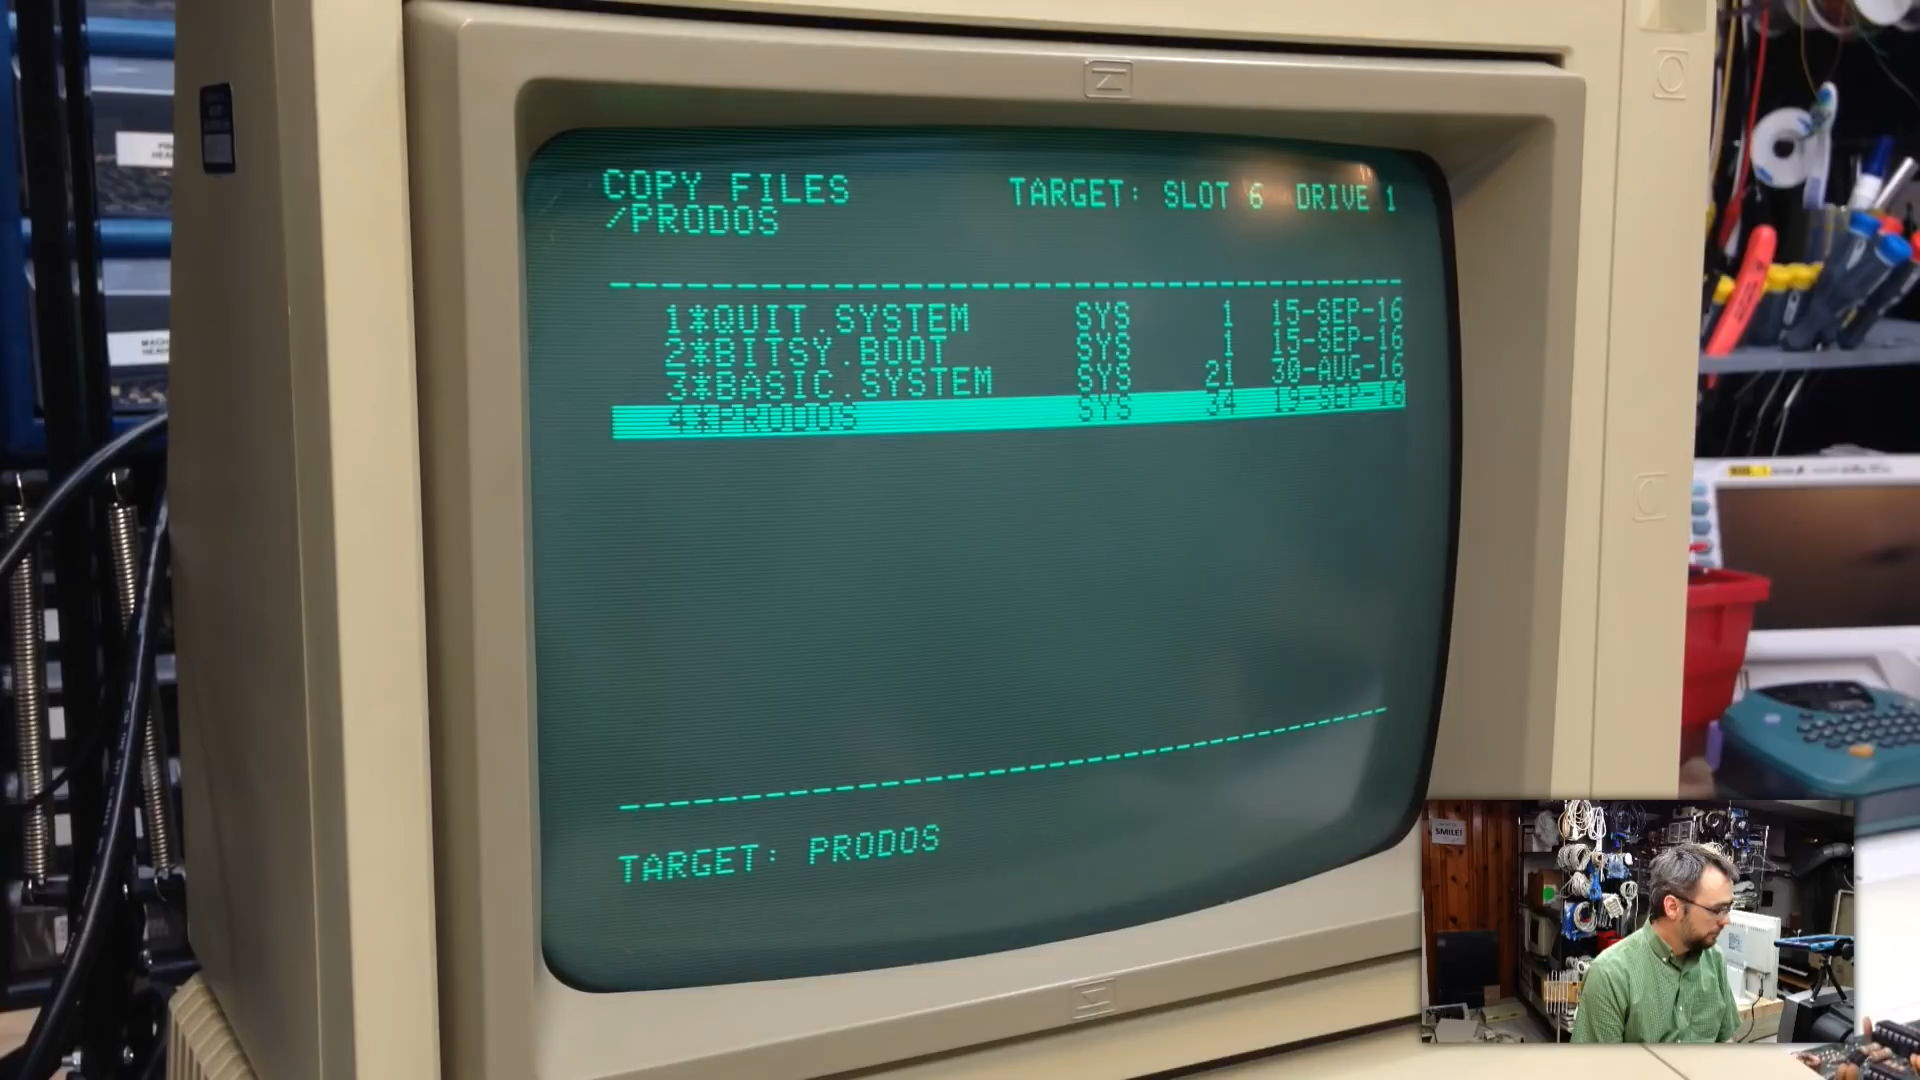 COPY FILES TARGET: SLOT 6 DRIVE 1
/PRODOS
1*QUIT.SYSTEM SYS 1 15-SEP-16
2*BITSY.BOOT SYS 1 15-SEP-16
3*BASIC.SYSTEM SYS 21 30-AUG-16
4*PRODOS SYS 34 19-SEP-16
TARGET: PRODOS
SMILE!